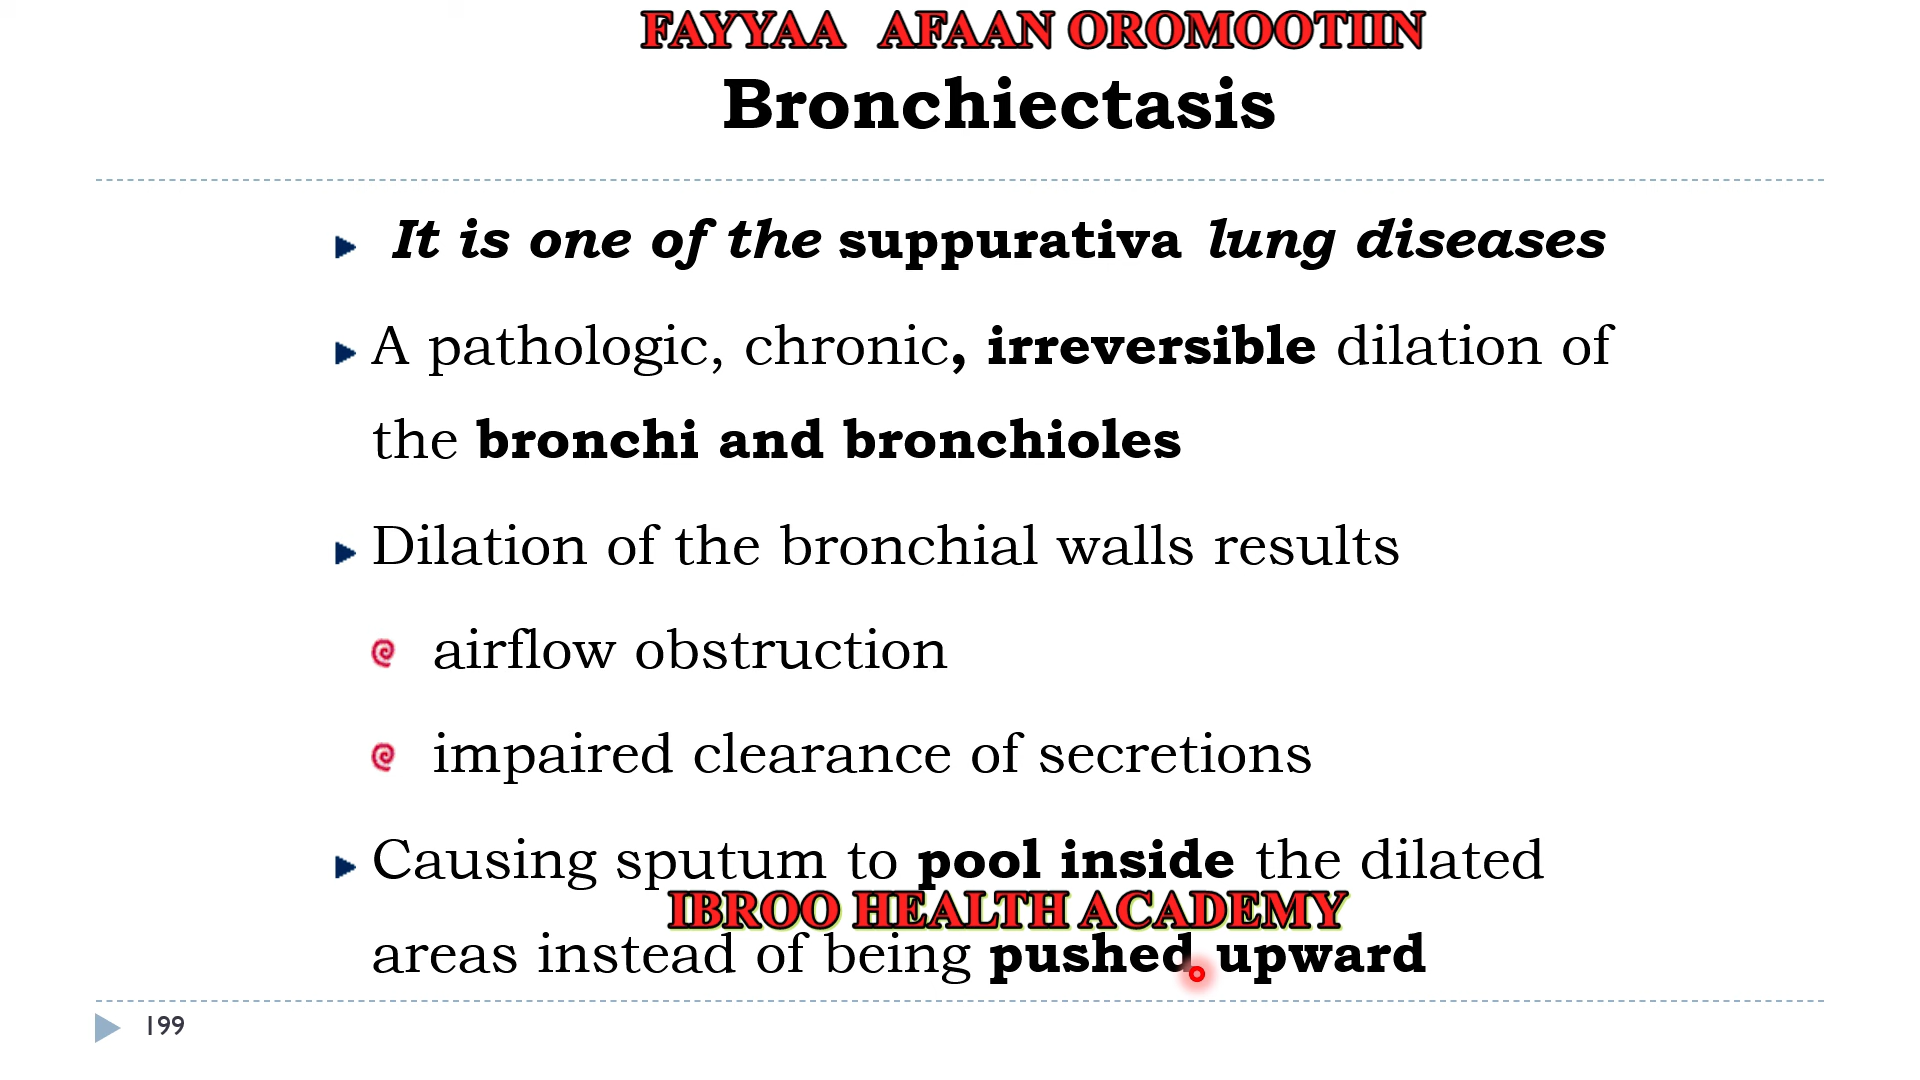 FAYYAA AFAAN OROMOOTIIN
Bronchiectasis
It is one of the suppurativa lung diseases
A pathologic, chronic, irreversible dilation of
the bronchi and bronchioles
Dilation of the bronchial walls results
airflow obstruction
impaired clearance of secretions
Causing sputum to pool inside the dilated
IBROO HEALTH ACADEMY
areas instead of being pushed upward
199